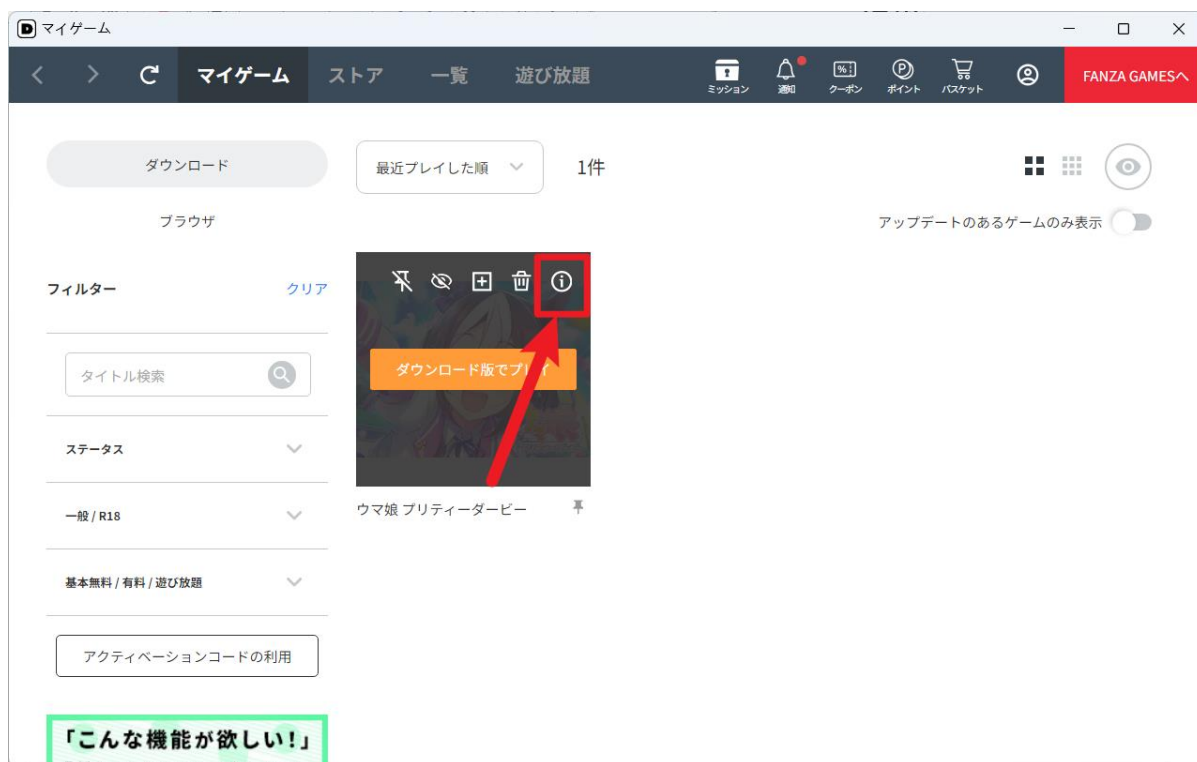 マイゲーム
マイゲーム ストア 一覧 遊び放題 ミッション 通知 クーポン ポイント バスケット FANZA GAMESへ
ダウンロード
最近プレイした順
1件
ブラウザ
アップデートのあるゲームのみ表示
フィルター
クリア
タイトル検索
ダウンロード版でプレイ
ステータス
ウマ娘 プリティーダービー
一般 / R18
基本無料 / 有料 / 遊び放題
アクティベーションコードの利用
「こんな機能が欲しい!」